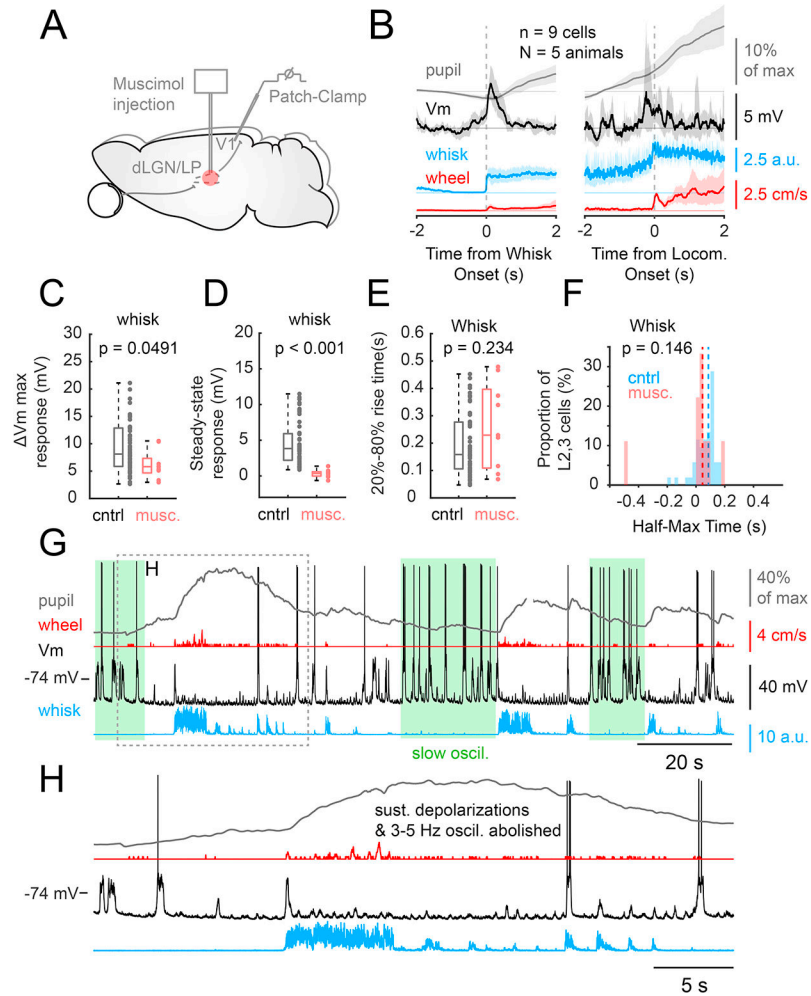 A
Muscimol
injection
Patch-Clamp
V1
dLGN/LP
B
n = 9 cells
N = 5 animals
pupil
Vm
whisk
wheel
10%
of max
5 mV
2.5 a.u.
2.5 cm/s
-2 0 2 -2 0 2
Time from Whisk
Onset (s)
Time from Locom.
Onset (s)
C
whisk
p = 0.0491
ΔVm max
response (mV)
30
25
20
15
10
5
0
cntrl musc.
D
whisk
p < 0.001
Steady-state
response (mV)
20
15
10
5
0
cntrl musc.
E
Whisk
p = 0.234
20%-80% rise time(s)
0.6
0.5
0.4
0.3
0.2
0.1
0
cntrl musc.
F
Whisk
p = 0.146
cntrl
musc.
Proportion of
L2,3 cells (%)
30
20
10
0
-0.4 0 0.2 0.6
Half-Max Time (s)
G
H
pupil
wheel
Vm
-74 mV
whisk
40%
of max
4 cm/s
40 mV
10 a.u.
slow oscil.
20 s
H
sust. depolarizations
& 3-5 Hz oscil. abolished
-74 mV
5 s